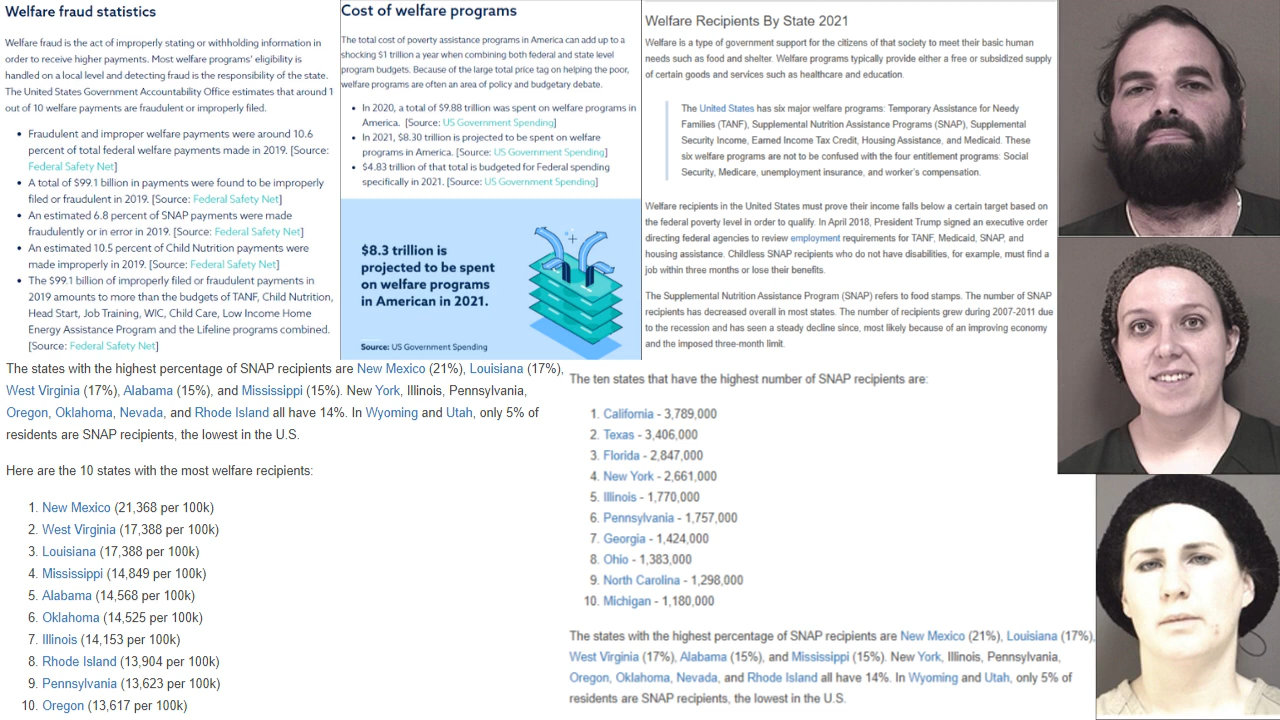 Welfare fraud statistics
Welfare fraud is the act of improperly stating or withholding information in
order to receive higher payments. Most welfare programs' eligibility is
handled on a local level and detecting fraud is the responsibility of the state.
The United States Government Accountability Office estimates that around 1
out of 10 welfare payments are fraudulent or improperly filed.
• Fraudulent and improper welfare payments were around 10.6
percent of total federal welfare payments made in 2019. [Source:
Federal Safety Net]
• A total of $99.1 billion in payments were found to be improperly
filed or fraudulent in 2019. [Source: Federal Safety Net]
• An estimated 6.8 percent of SNAP payments were made
fraudulently or in error in 2019. [Source: Federal Safety Net]
• An estimated 10.5 percent of Child Nutrition payments were
made improperly in 2019. [Source: Federal Safety Net]
• The $99.1 billion of improperly filed or fraudulent payments in
2019 amounts to more than the budgets of TANF, Child Nutrition,
Head Start, Job Training, WIC, Child Care, Low Income Home
Energy Assistance Program and the Lifeline programs combined.
[Source: Federal Safety Net]
Cost of welfare programs
The total cost of poverty assistance programs in America can add up to a
shocking $1 trillion a year when combining both federal and state level
program budgets. Because of the large total price tag on helping the poor,
welfare programs are often an area of policy and budgetary debate.
• In 2020, a total of $9.88 trillion was spent on welfare programs in
America. [Source: US Government Spending]
• In 2021, $8.30 trillion is projected to be spent on welfare
programs in America. [Source: US Government Spending]
• $4.83 trillion of that total is budgeted for Federal spending
specifically in 2021. [Source: US Government Spending]
$8.3 trillion is
projected to be spent
on welfare programs
in American in 2021.
Source: US Government Spending
Welfare Recipients By State 2021
Welfare is a type of government support for the citizens of that society to meet their basic human
needs such as food and shelter. Welfare programs typically provide either a free or subsidized supply
of certain goods and services such as healthcare and education.
The United States has six major welfare programs: Temporary Assistance for Needy
Families (TANF), Supplemental Nutrition Assistance Programs (SNAP), Supplemental
Security Income, Earned Income Tax Credit, Housing Assistance, and Medicaid. These
six welfare programs are not to be confused with the four entitlement programs: Social
Security, Medicare, unemployment insurance, and worker's compensation.
Welfare recipients in the United States must prove their income falls below a certain target based on
the federal poverty level in order to qualify. In April 2018, President Trump signed an executive order
directing federal agencies to review employment requirements for TANF, Medicaid, SNAP, and
housing assistance. Childless SNAP recipients who do not have disabilities, for example, must find a
job within three months or lose their benefits.
The Supplemental Nutrition Assistance Program (SNAP) refers to food stamps. The number of SNAP
recipients has decreased overall in most states. The number of recipients grew during 2007-2011 due
to the recession and has seen a steady decline since, most likely because of an improving economy
and the imposed three-month limit.
The states with the highest percentage of SNAP recipients are New Mexico (21%), Louisiana (17%),
West Virginia (17%), Alabama (15%), and Mississippi (15%). New York, Illinois, Pennsylvania,
Oregon, Oklahoma, Nevada, and Rhode Island all have 14%. In Wyoming and Utah, only 5% of
residents are SNAP recipients, the lowest in the U.S.
Here are the 10 states with the most welfare recipients:
1. New Mexico (21,368 per 100k)
2. West Virginia (17,388 per 100k)
3. Louisiana (17,388 per 100k)
4. Mississippi (14,849 per 100k)
5. Alabama (14,568 per 100k)
6. Oklahoma (14,525 per 100k)
7. Illinois (14,153 per 100k)
8. Rhode Island (13,904 per 100k)
9. Pennsylvania (13,623 per 100k)
10. Oregon (13,617 per 100k)
The ten states that have the highest number of SNAP recipients are:
1. California - 3,789,000
2. Texas - 3,406,000
3. Florida - 2,847,000
4. New York - 2,661,000
5. Illinois - 1,770,000
6. Pennsylvania - 1,757,000
7. Georgia - 1,424,000
8. Ohio - 1,383,000
9. North Carolina - 1,298,000
10. Michigan - 1,180,000
The states with the highest percentage of SNAP recipients are New Mexico (21%), Louisiana (17%),
West Virginia (17%), Alabama (15%), and Mississippi (15%). New York, Illinois, Pennsylvania,
Oregon, Oklahoma, Nevada, and Rhode Island all have 14%. In Wyoming and Utah, only 5% of
residents are SNAP recipients, the lowest in the U.S.